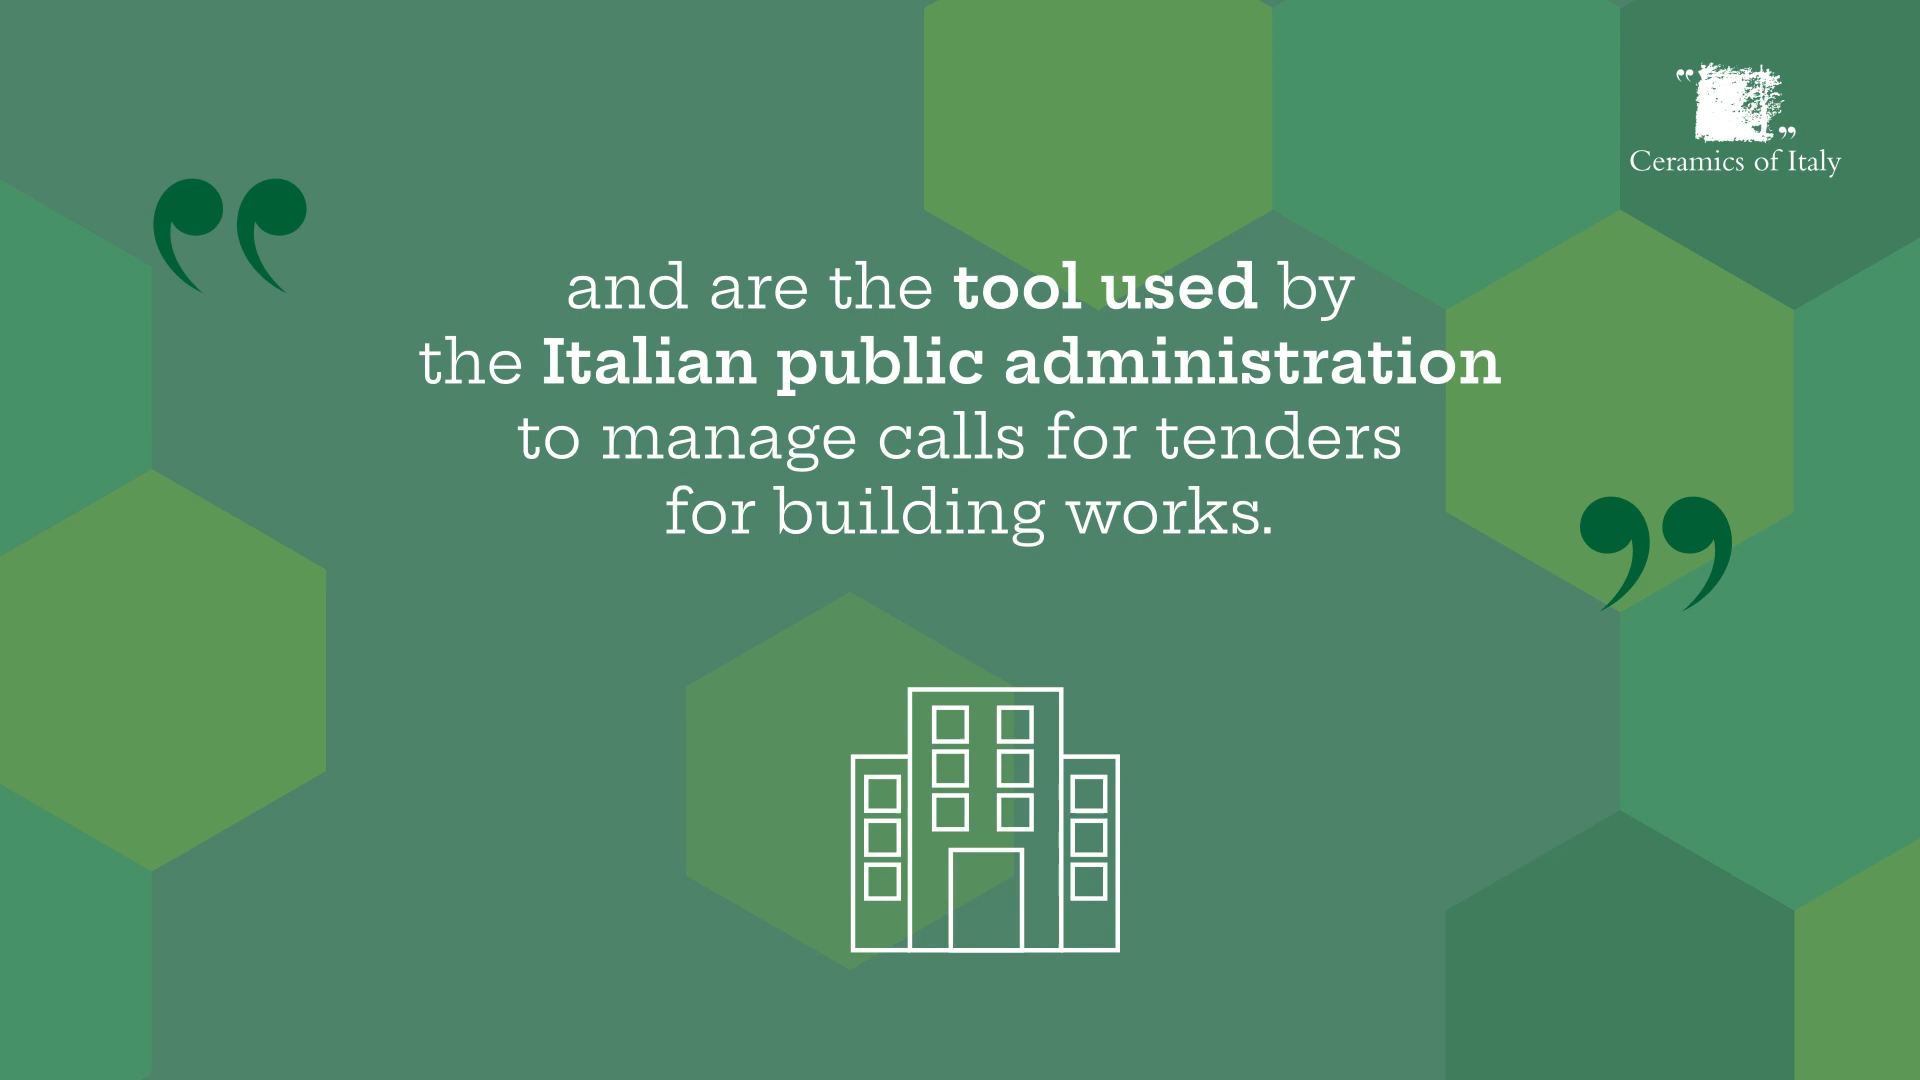 Ceramics of Italy
and are the tool used by
the Italian public administration
to manage calls for tenders
for building works.